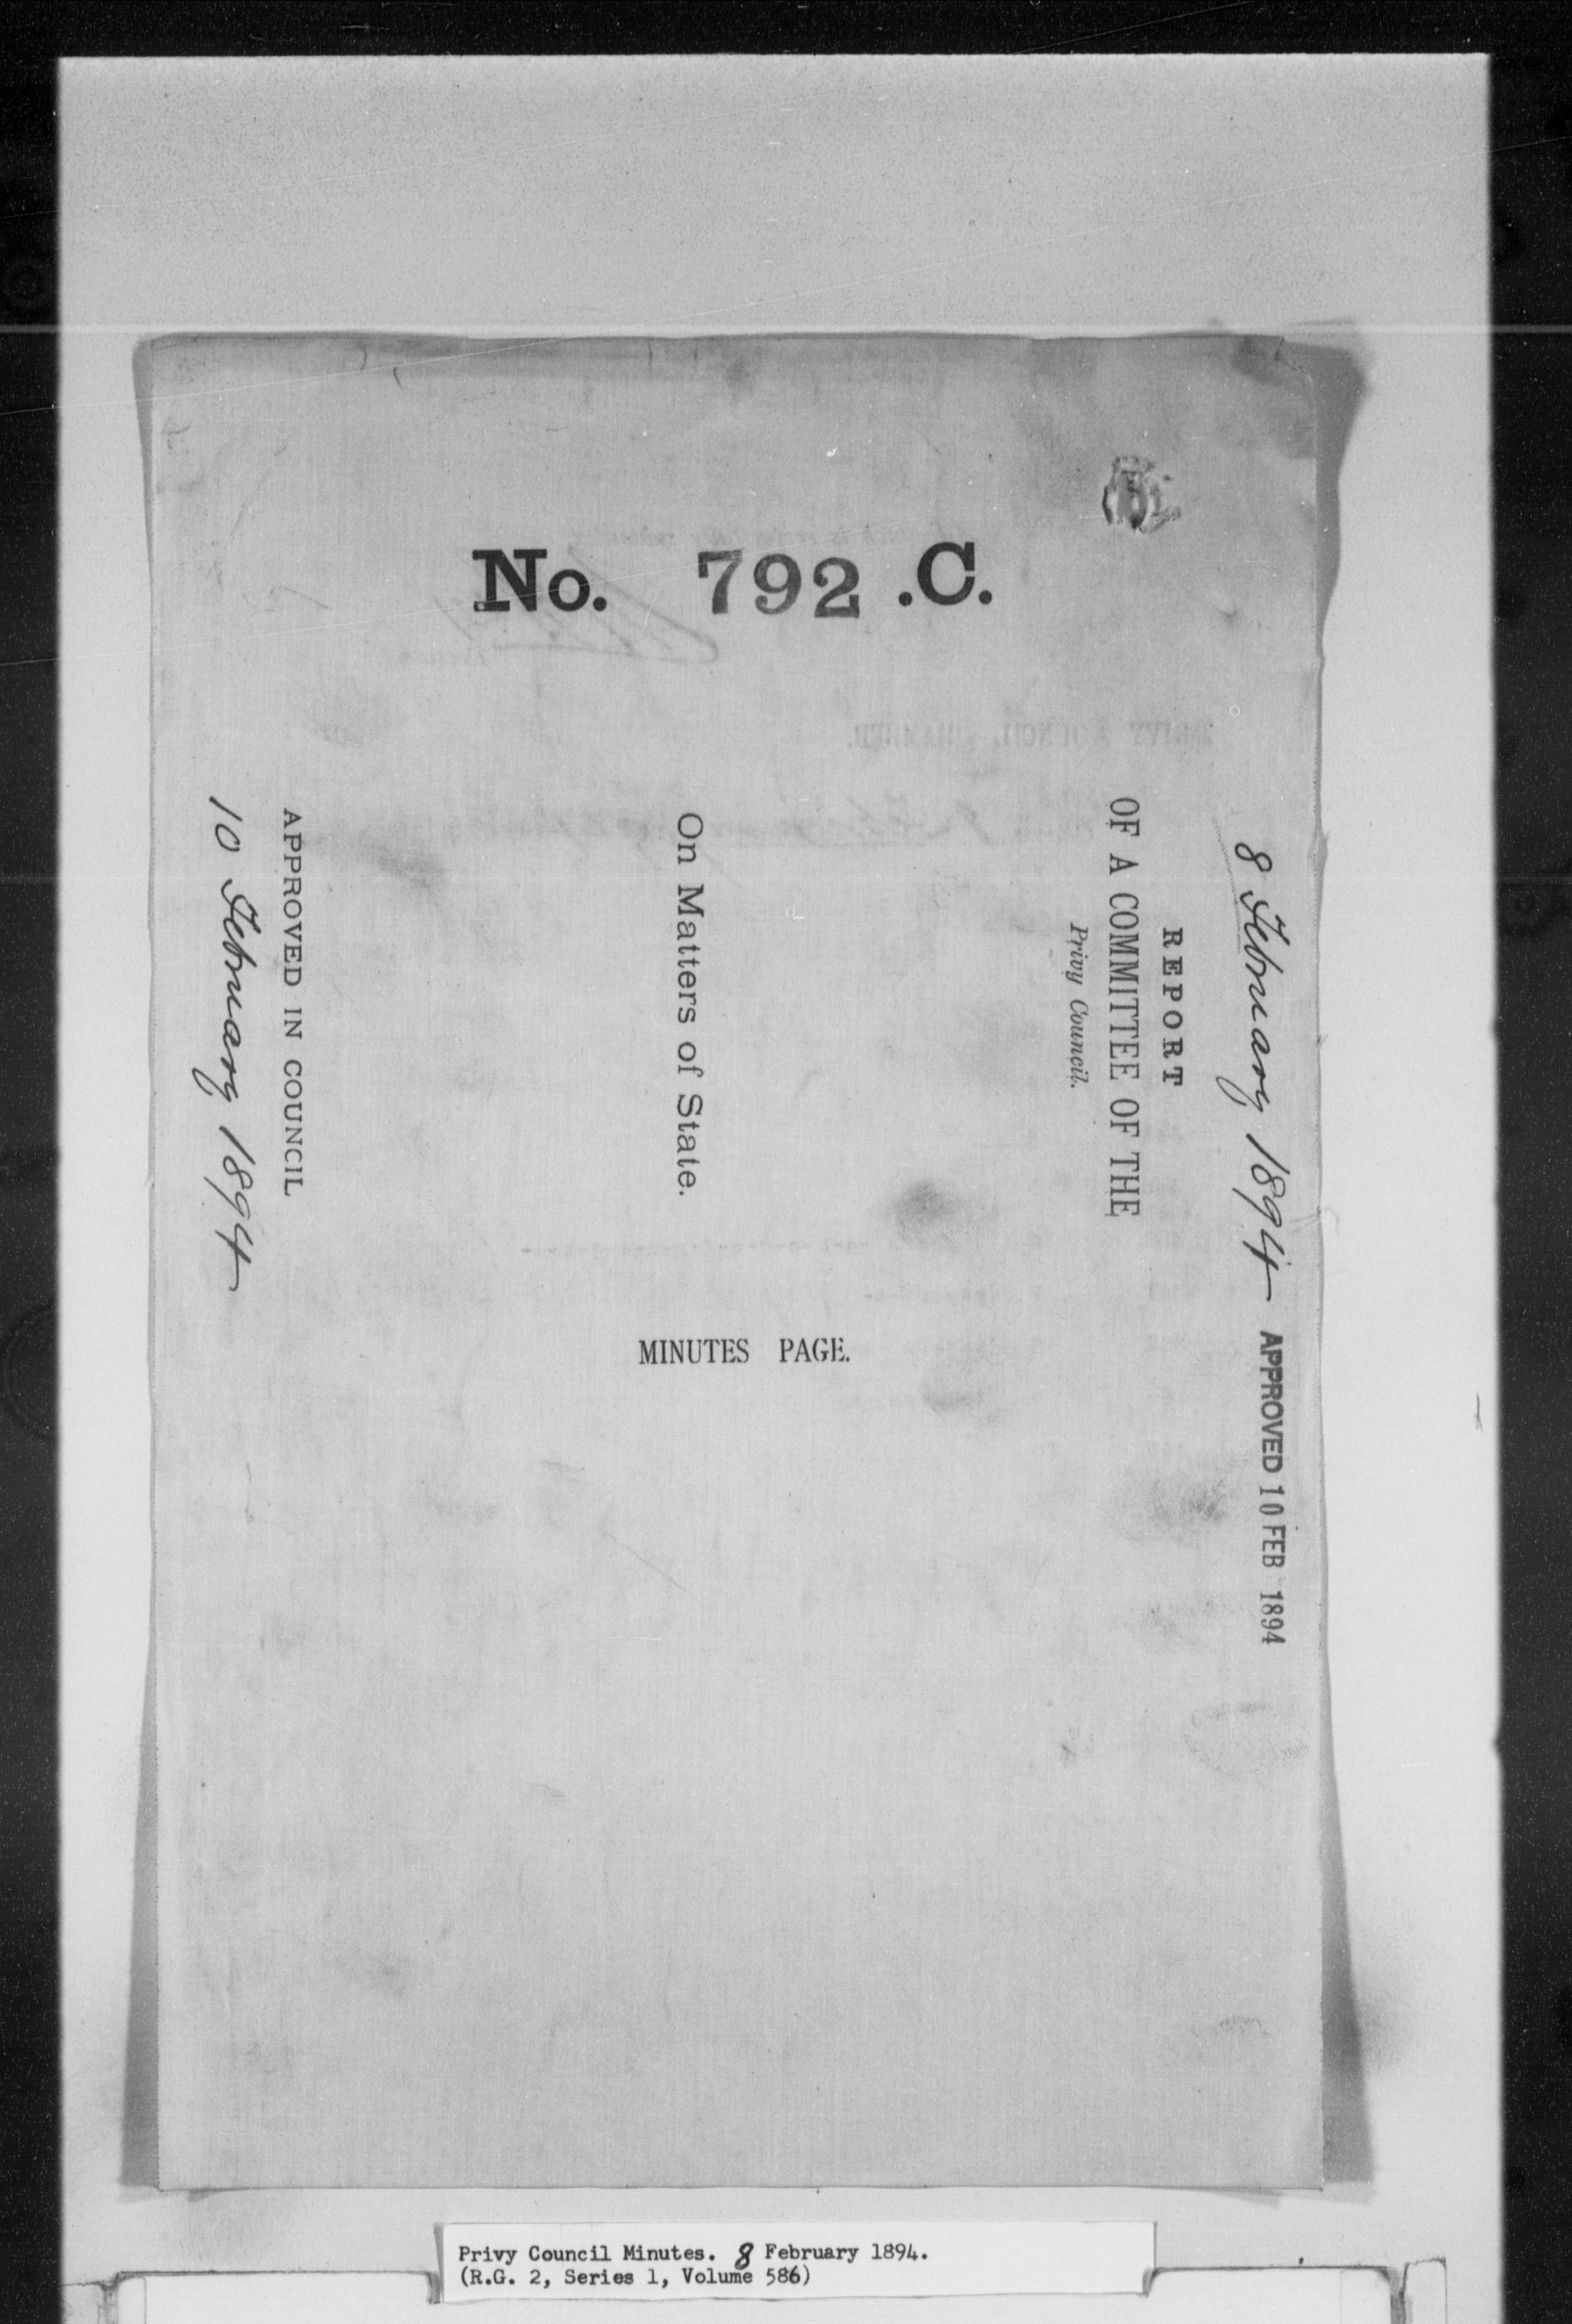 No. 792 .C.
8 February 1894
APPROVED 10 FEB 1894
REPORT
OF A COMMITTEE OF THE
Privy Council.
On Matters of State.
APPROVED IN COUNCIL
10 February 1894
MINUTES PAGE.
Privy Council Minutes. 8 February 1894.
(R.G. 2, Series 1, Volume 586)